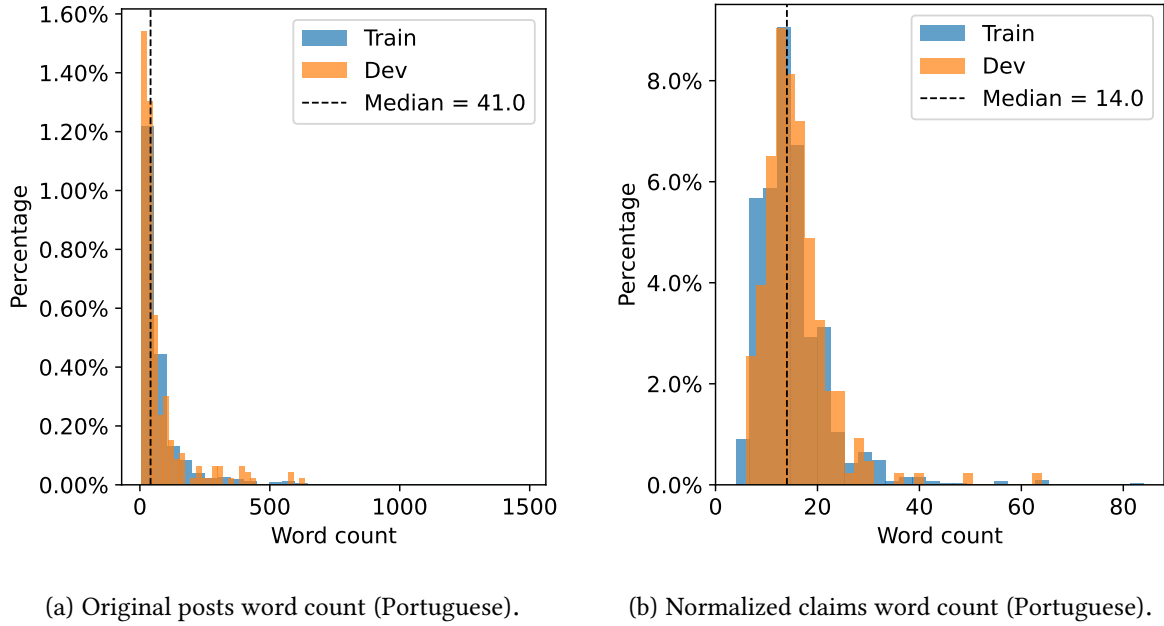 1.60%
1.40%
1.20%
1.00%
0.80%
0.60%
0.40%
0.20%
0.00%
Percentage
Train
Dev
Median = 41.0
0 500 1000 1500
Word count
(a) Original posts word count (Portuguese).
8.0%
6.0%
4.0%
2.0%
0.0%
Percentage
Train
Dev
Median = 14.0
0 20 40 60 80
Word count
(b) Normalized claims word count (Portuguese).